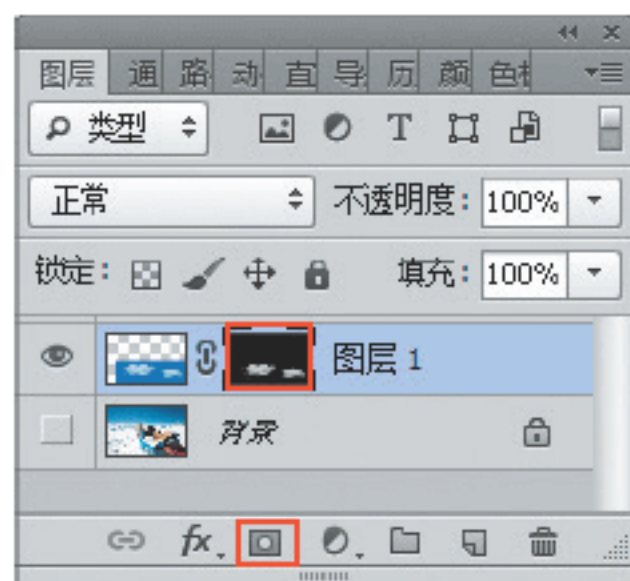 图层 通 路 动 直 导 历 颜 色
类型 T
正常 不透明度：100%
锁定： 填充：100%
图层 1
背景
fx